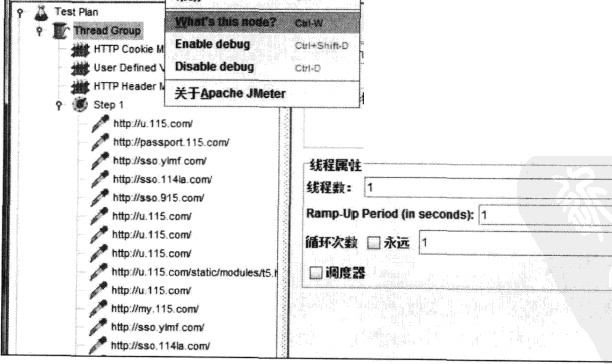 Test Plan
Thread Group
HTTP Cookie M
User Defined V
HTTP Header M
Step 1
http://u.115.com/
http://passport.115.com/
http://sso.ylmf.com/
http://sso.114la.com/
http://sso.915.com/
http://u.115.com/
http://u.115.com/
http://u.115.com/
http://u.115.com/static/modules/t5.h
http://u.115.com/
http://my.115.com/
http://sso.ylmf.com/
http://sso.114la.com/
What's this node? Ctrl-W
Enable debug Ctrl+Shift-D
Disable debug Ctrl-D
关于Apache JMeter
线程属性
线程数： 1
Ramp-Up Period (in seconds): 1
循环次数 永远 1
调度器